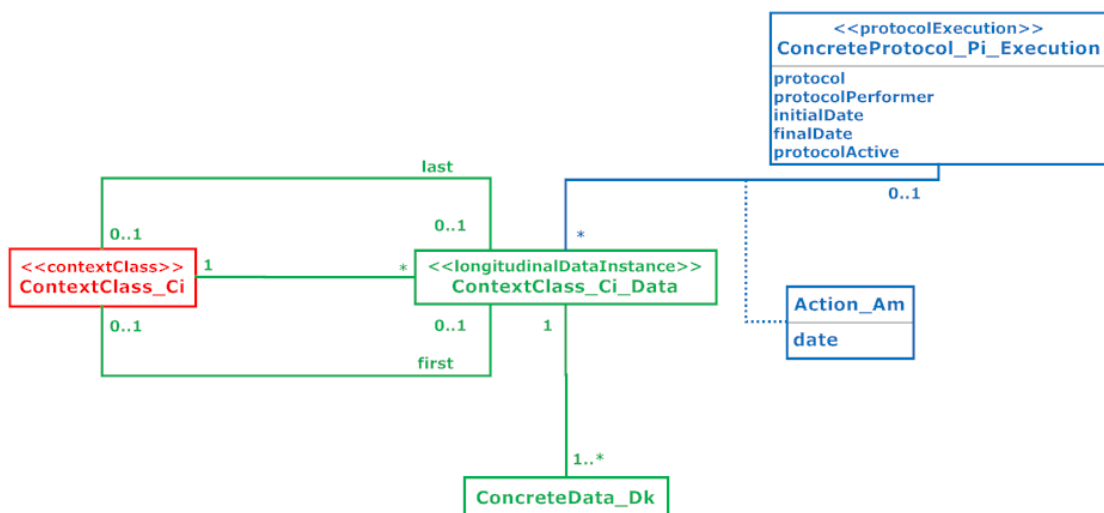 <<protocolExecution>>
ConcreteProtocol_Pi_Execution
protocol
protocolPerformer
initialDate
finalDate
protocolActive
last
0..1
0..1
0..1
*
<<contextClass>>
ContextClass_Ci
1
*
<<longitudinalDataInstance>>
ContextClass_Ci_Data
Action_Am
date
0..1
0..1
1
first
1..*
ConcreteData_Dk